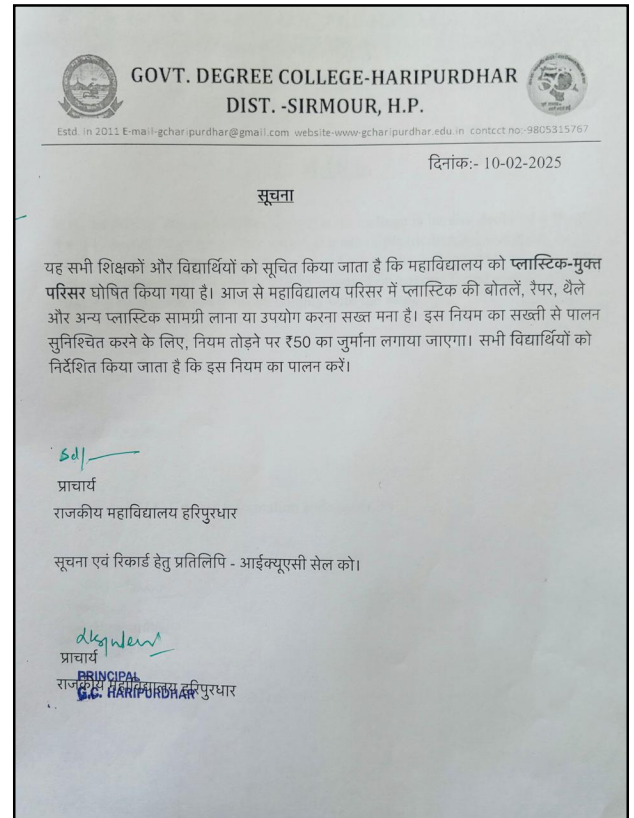 GOVT. DEGREE COLLEGE-HARIPURDHAR
DIST. -SIRMOUR, H.P.
Estd. in 2011 E-mail-gcharipurdhar@gmail.com website-www-gcharipurdhar.edu.in contcct no:-9805315767
दिनांक:- 10-02-2025
सूचना
यह सभी शिक्षकों और विद्यार्थियों को सूचित किया जाता है कि महाविद्यालय को प्लास्टिक-मुक्त
परिसर घोषित किया गया है। आज से महाविद्यालय परिसर में प्लास्टिक की बोतलें, रैपर, थैले
और अन्य प्लास्टिक सामग्री लाना या उपयोग करना सख्त मना है। इस नियम का सख्ती से पालन
सुनिश्चित करने के लिए, नियम तोड़ने पर ₹50 का जुर्माना लगाया जाएगा। सभी विद्यार्थियों को
निर्देशित किया जाता है कि इस नियम का पालन करें।
Sd/
प्राचार्य
राजकीय महाविद्यालय हरिपुरधार
सूचना एवं रिकार्ड हेतु प्रतिलिपि - आईक्यूएसी सेल को।
प्राचार्य
PRINCIPAL
राजकीय महाविद्यालय हरिपुरधार
G.C. HARIPURDHAR